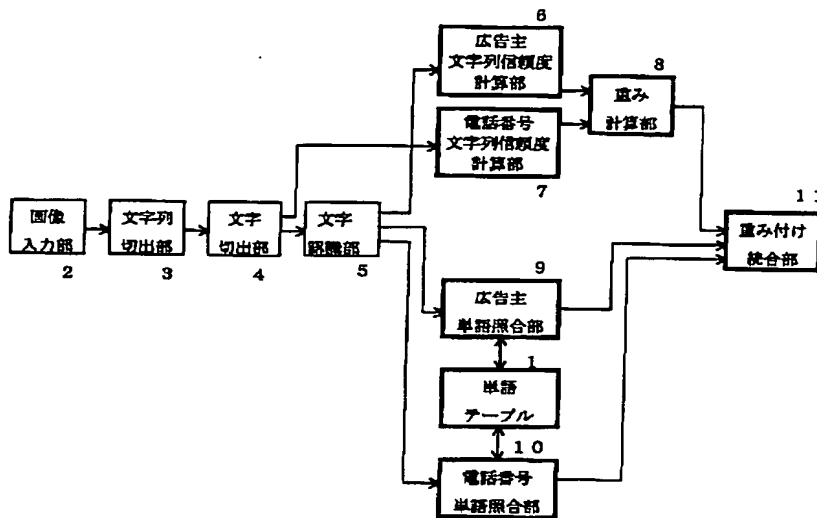 6
広告主
文字列信頼度
計算部
8
重み
計算部
電話番号
文字列信頼度
計算部
7
画像
入力部
2
文字列
切出部
3
文字
切出部
4
文字
認識部
5
11
重み付け
統合部
9
広告主
単語照合部
1
単語
テーブル
10
電話番号
単語照合部